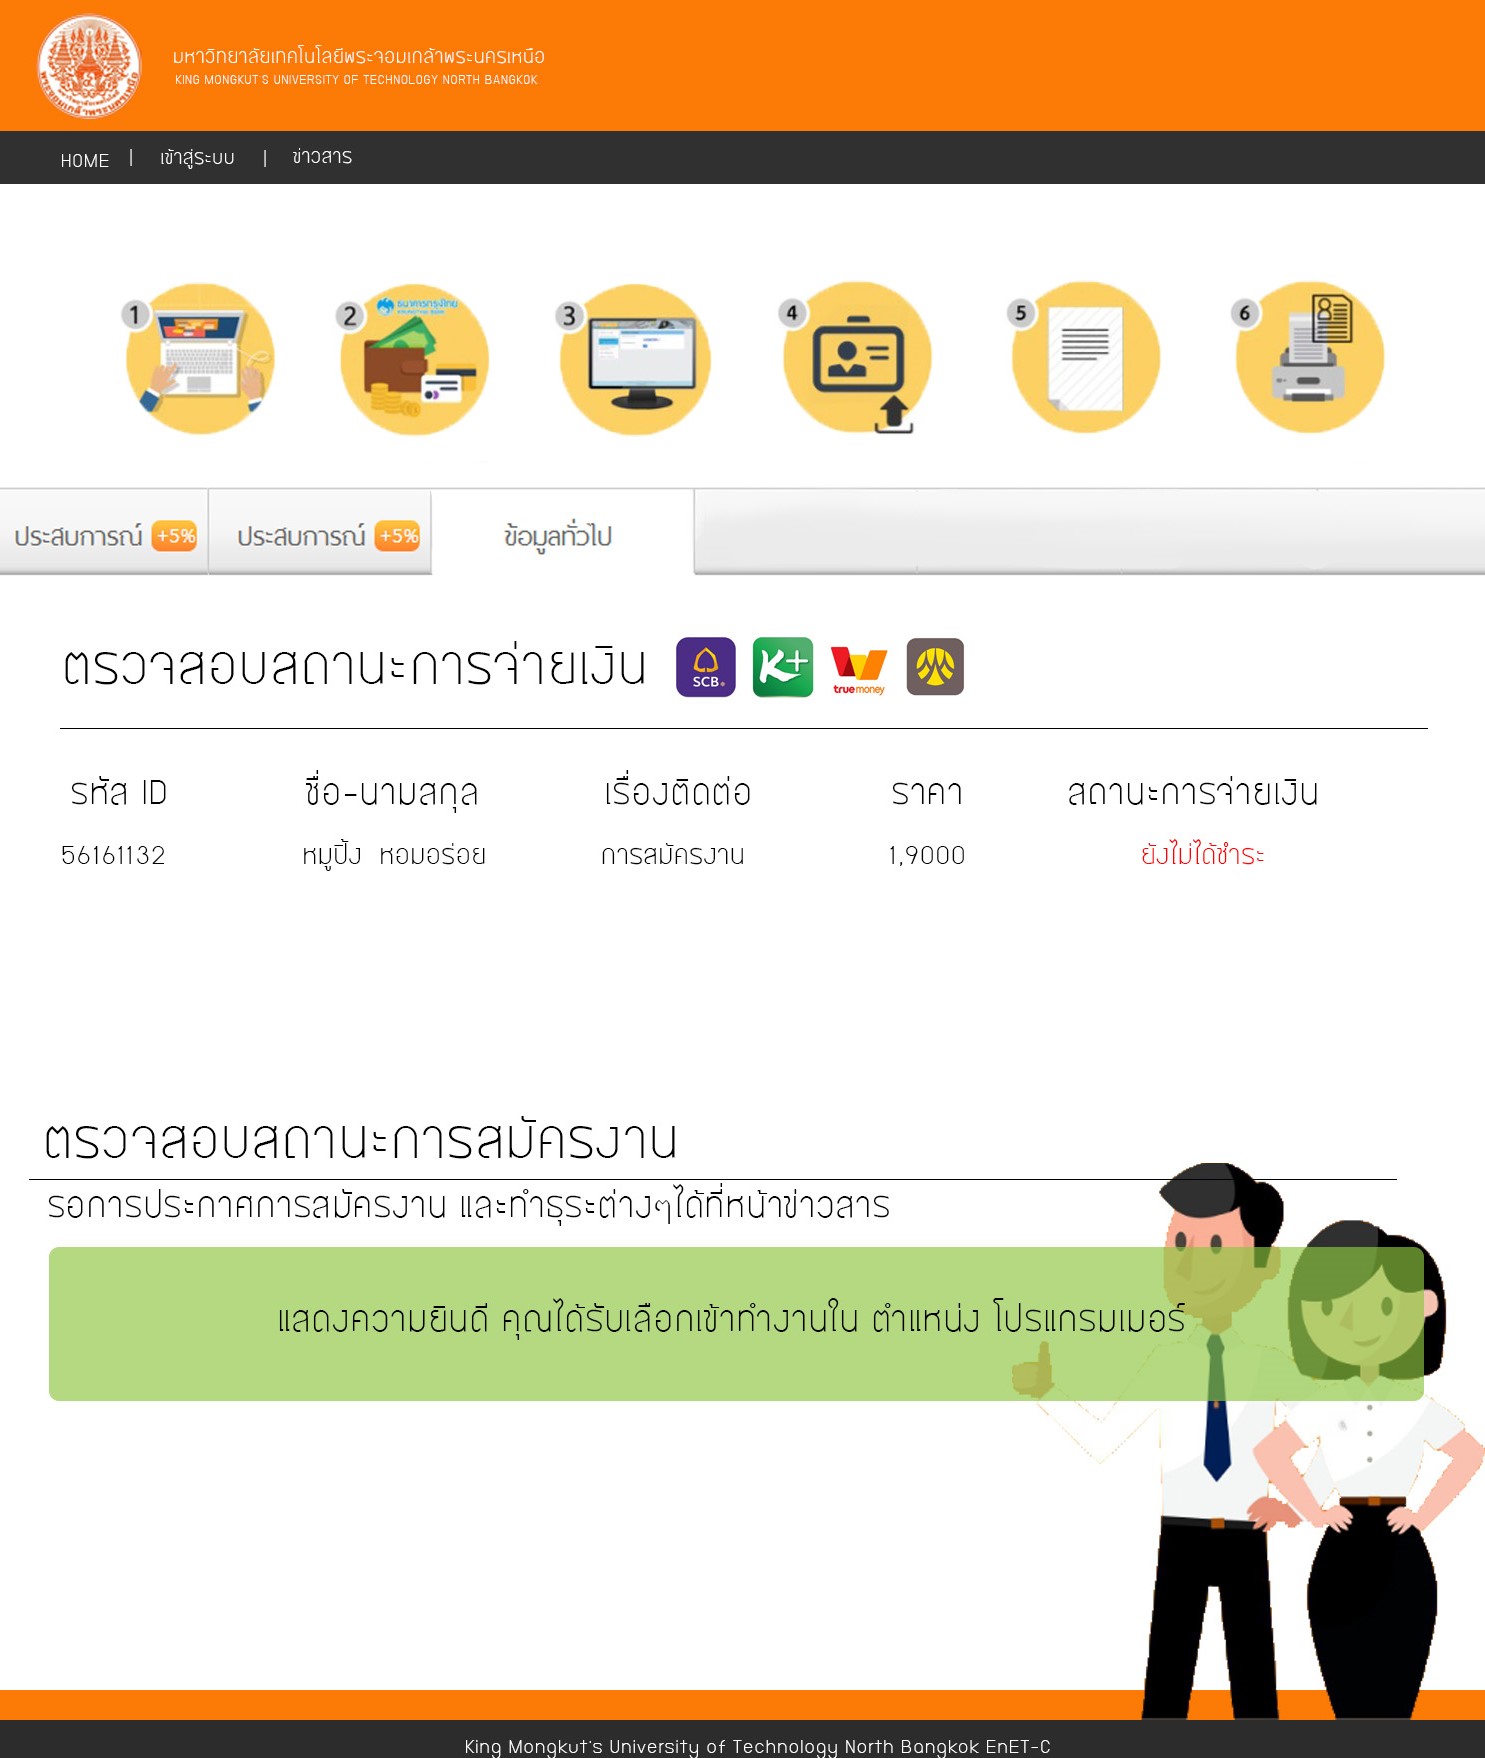 มหาวิทยาลัยเทคโนโลยีพระจอมเกล้าพระนครเหนือ
KING MONGKUT'S UNIVERSITY OF TECHNOLOGY NORTH BANGKOK
HOME | เข้าสู่ระบบ | ข่าวสาร
1 2 3 4 5 6
ธนาคารกรุงไทย
ประสบการณ์ +5% ประสบการณ์ +5% ข้อมูลทั่วไป
ตรวจสอบสถานะการจ่ายเงิน SCB K+ truemoney
รหัส ID ชื่อ-นามสกุล เรื่องติดต่อ ราคา สถานะการจ่ายเงิน
56161132 หมูปิ้ง หอมอร่อย การสมัครงาน 1,9000 ยังไม่ได้ชำระ
ตรวจสอบสถานะการสมัครงาน
รอการประกาศการสมัครงาน และทำธุระต่างๆได้ที่หน้าข่าวสาร
แสดงความยินดี คุณได้รับเลือกเข้าทำงานใน ตำแหน่ง โปรแกรมเมอร์
King Mongkut's University of Technology North Bangkok EnET-C